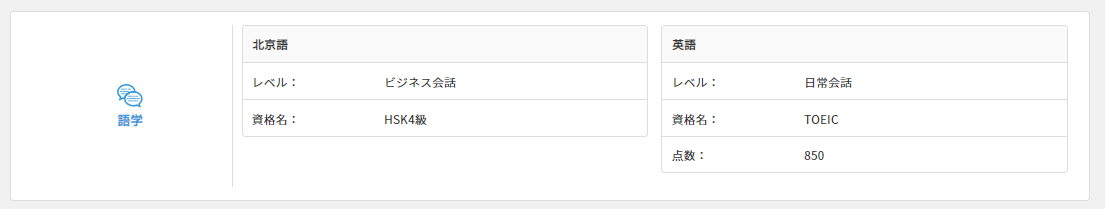 語学
北京語
レベル： ビジネス会話
資格名： HSK4級
英語
レベル： 日常会話
資格名： TOEIC
点数： 850